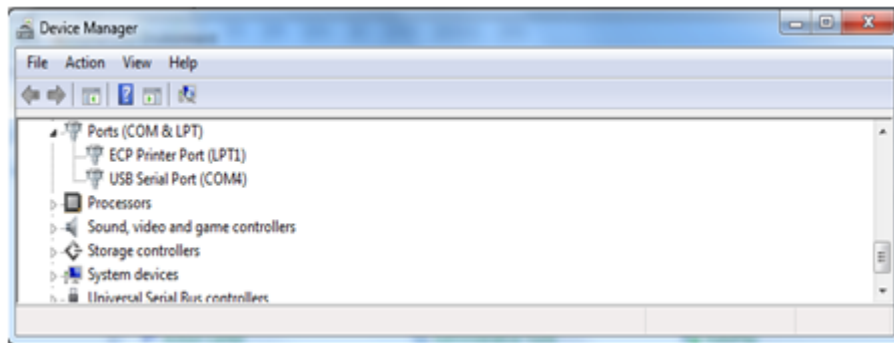 Device Manager
File Action View Help
Ports (COM & LPT)
ECP Printer Port (LPT1)
USB Serial Port (COM4)
Processors
Sound, video and game controllers
Storage controllers
System devices
Universal Serial Bus controllers